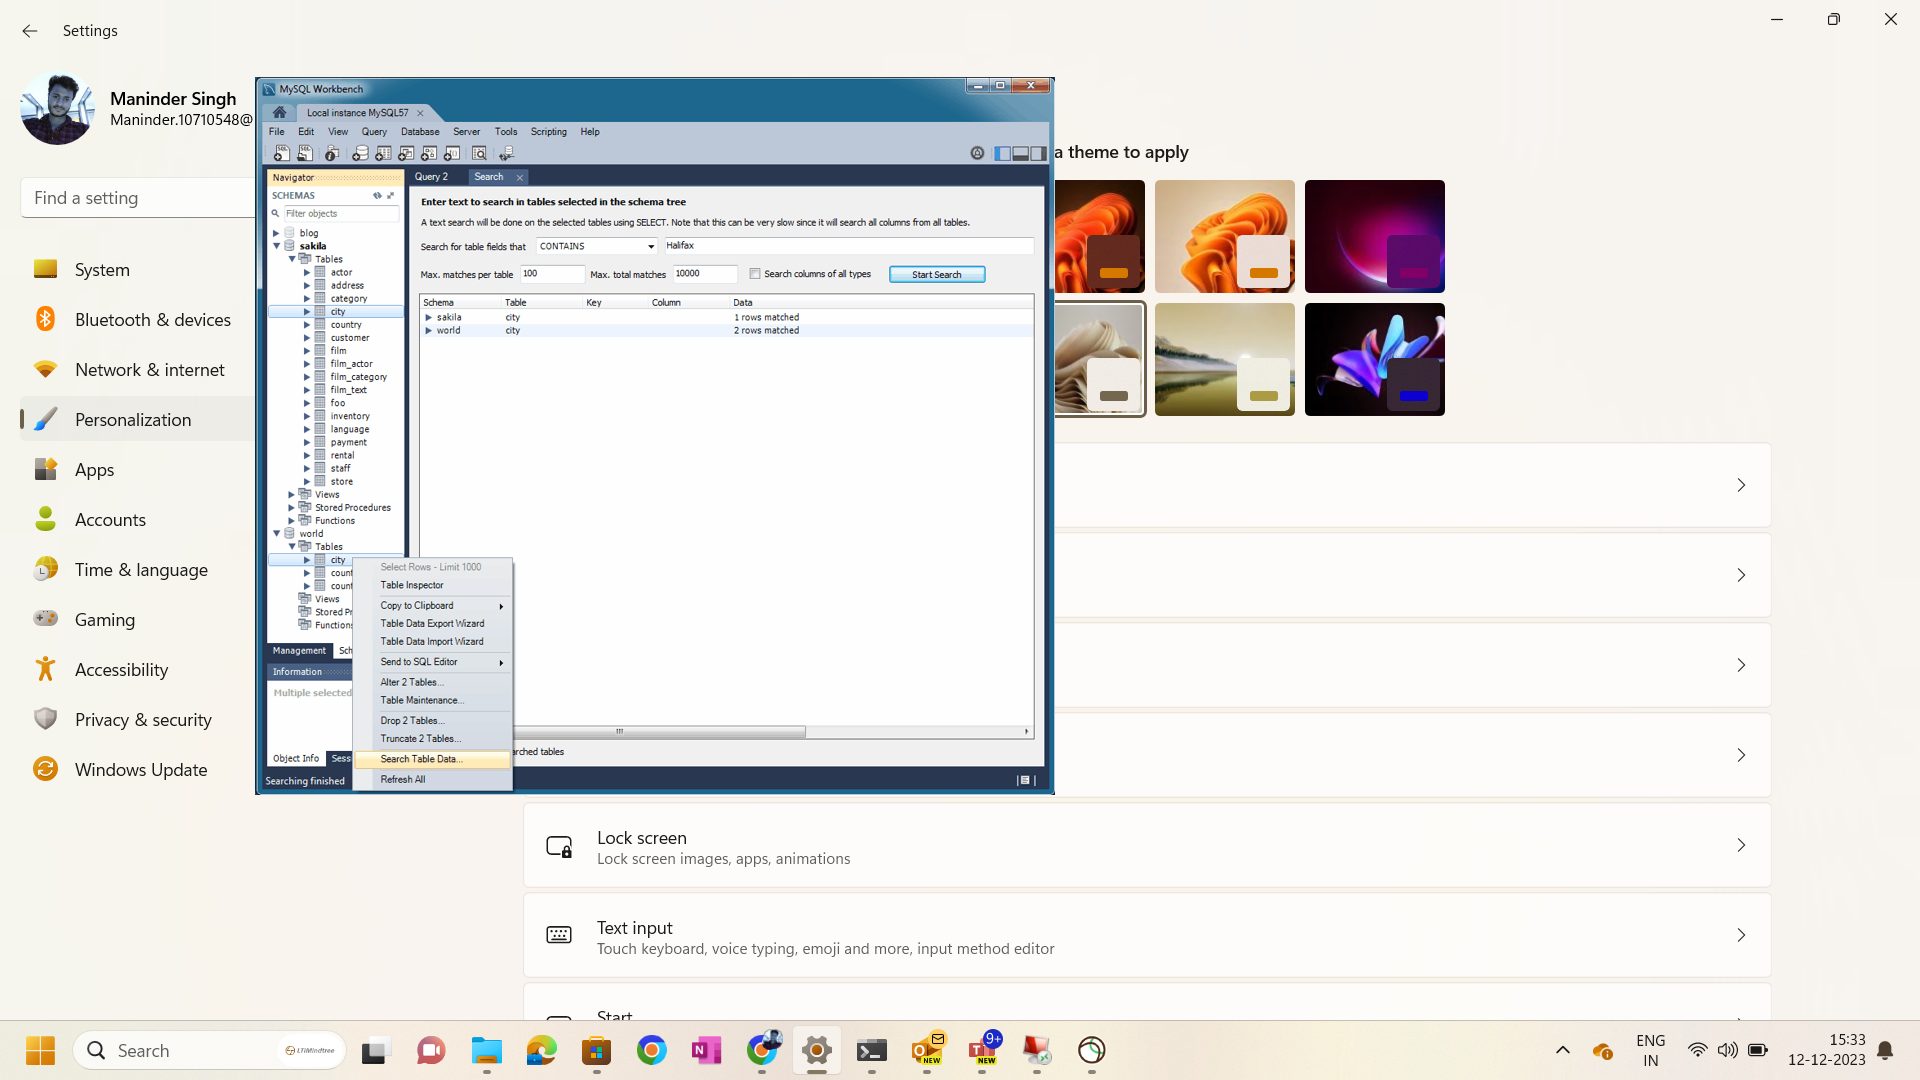 Settings
Maninder Singh
Maninder.10710548@
Find a setting
System
Bluetooth & devices
Network & internet
Personalization
Apps
Accounts
Time & language
Gaming
Accessibility
Privacy & security
Windows Update
MySQL Workbench
Local instance MySQL57
File Edit View Query Database Server Tools Scripting Help
Navigator
SCHEMAS
Filter objects
blog
sakila
Tables
actor
address
category
city
country
customer
film
film_actor
film_category
film_text
foo
inventory
language
payment
rental
staff
store
Views
Stored Procedures
Functions
world
Tables
city
coun
coun
Views
Stored Pr
Functions
Management Sch
Information
Multiple selected
Object Info Sess
Searching finished
Query 2 Search
Enter text to search in tables selected in the schema tree
A text search will be done on the selected tables using SELECT. Note that this can be very slow since it will search all columns from all tables.
Search for table fields that CONTAINS Halifax
Max. matches per table 100 Max. total matches 10000 Search columns of all types Start Search
Schema Table Key Column Data
sakila city 1 rows matched
world city 2 rows matched
arched tables
Select Rows - Limit 1000
Table Inspector
Copy to Clipboard
Table Data Export Wizard
Table Data Import Wizard
Send to SQL Editor
Alter 2 Tables...
Table Maintenance...
Drop 2 Tables...
Truncate 2 Tables...
Search Table Data...
Refresh All
a theme to apply
Lock screen
Lock screen images, apps, animations
Text input
Touch keyboard, voice typing, emoji and more, input method editor
Start
Search LTIMindtree
NEW
9+
NEW
ENG
IN
15:33
12-12-2023